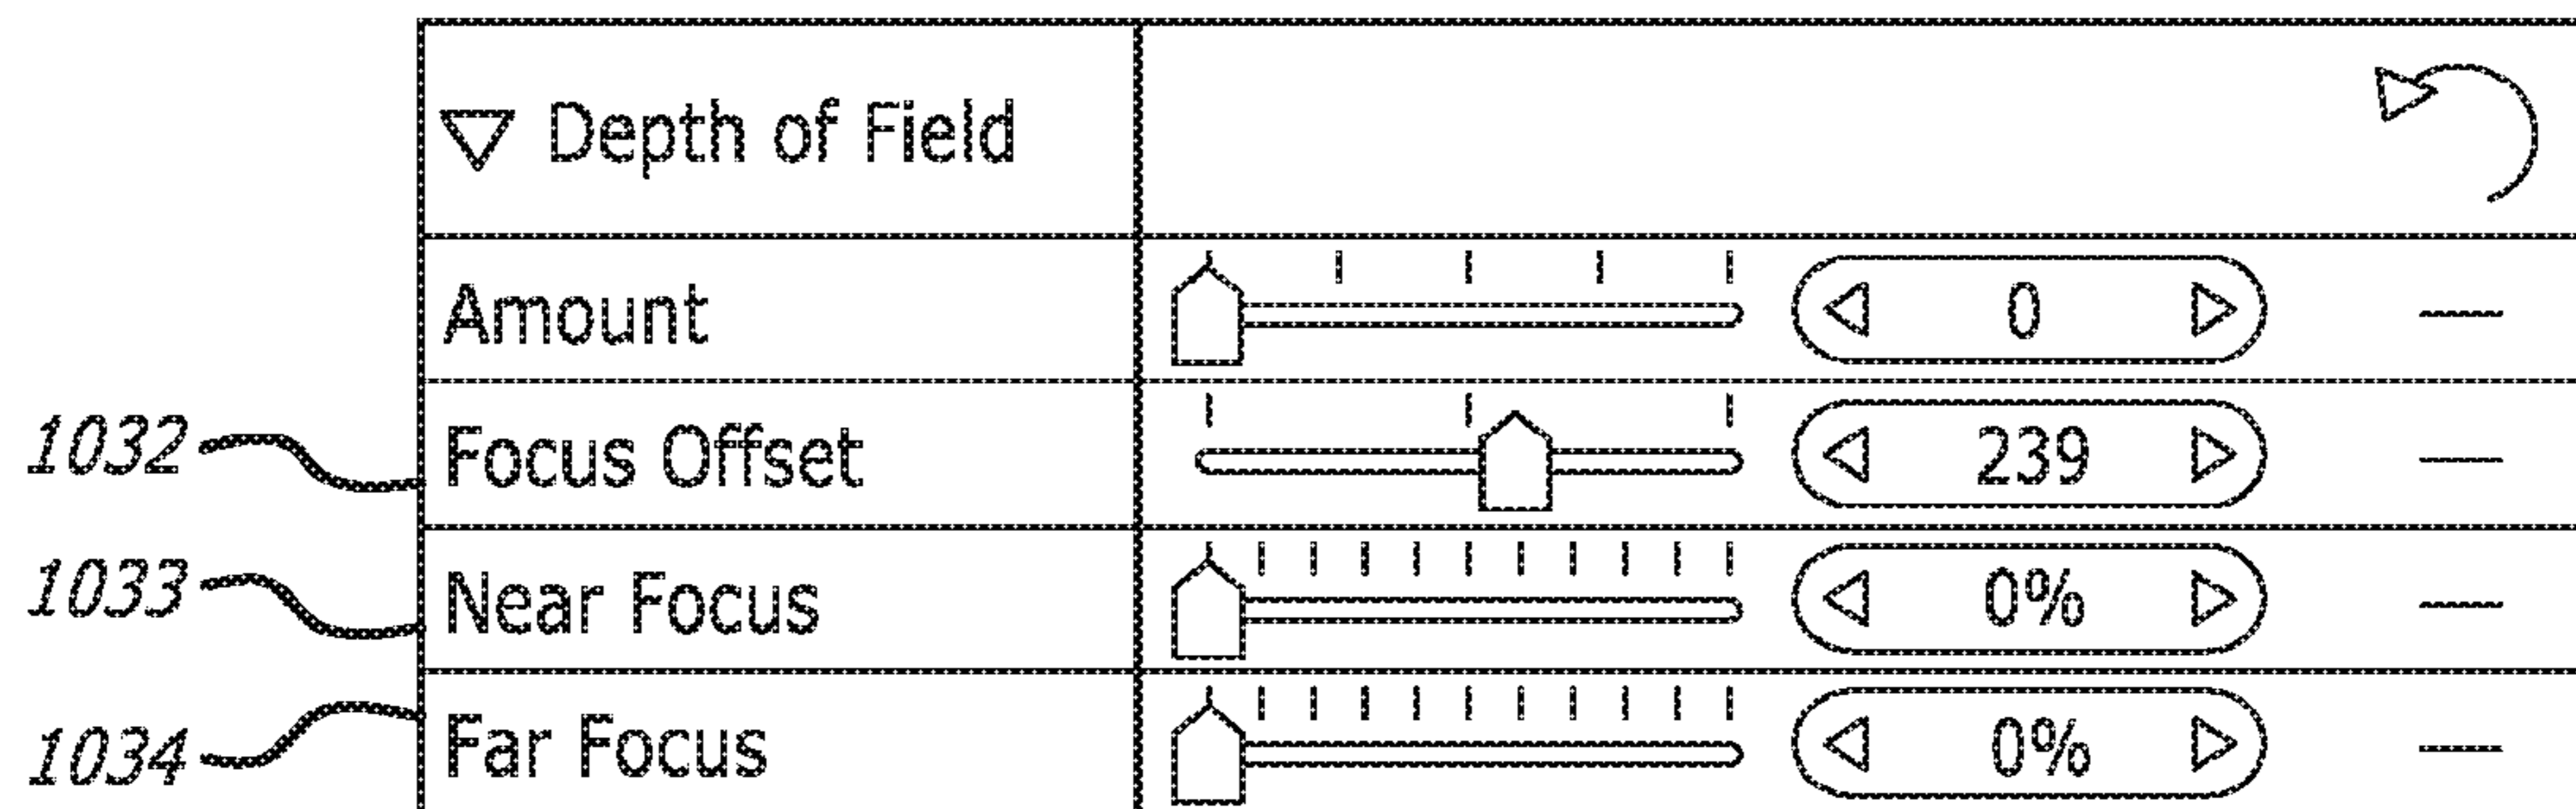 Depth of Field
Amount 0
1032 Focus Offset 239
1033 Near Focus 0%
1034 Far Focus 0%